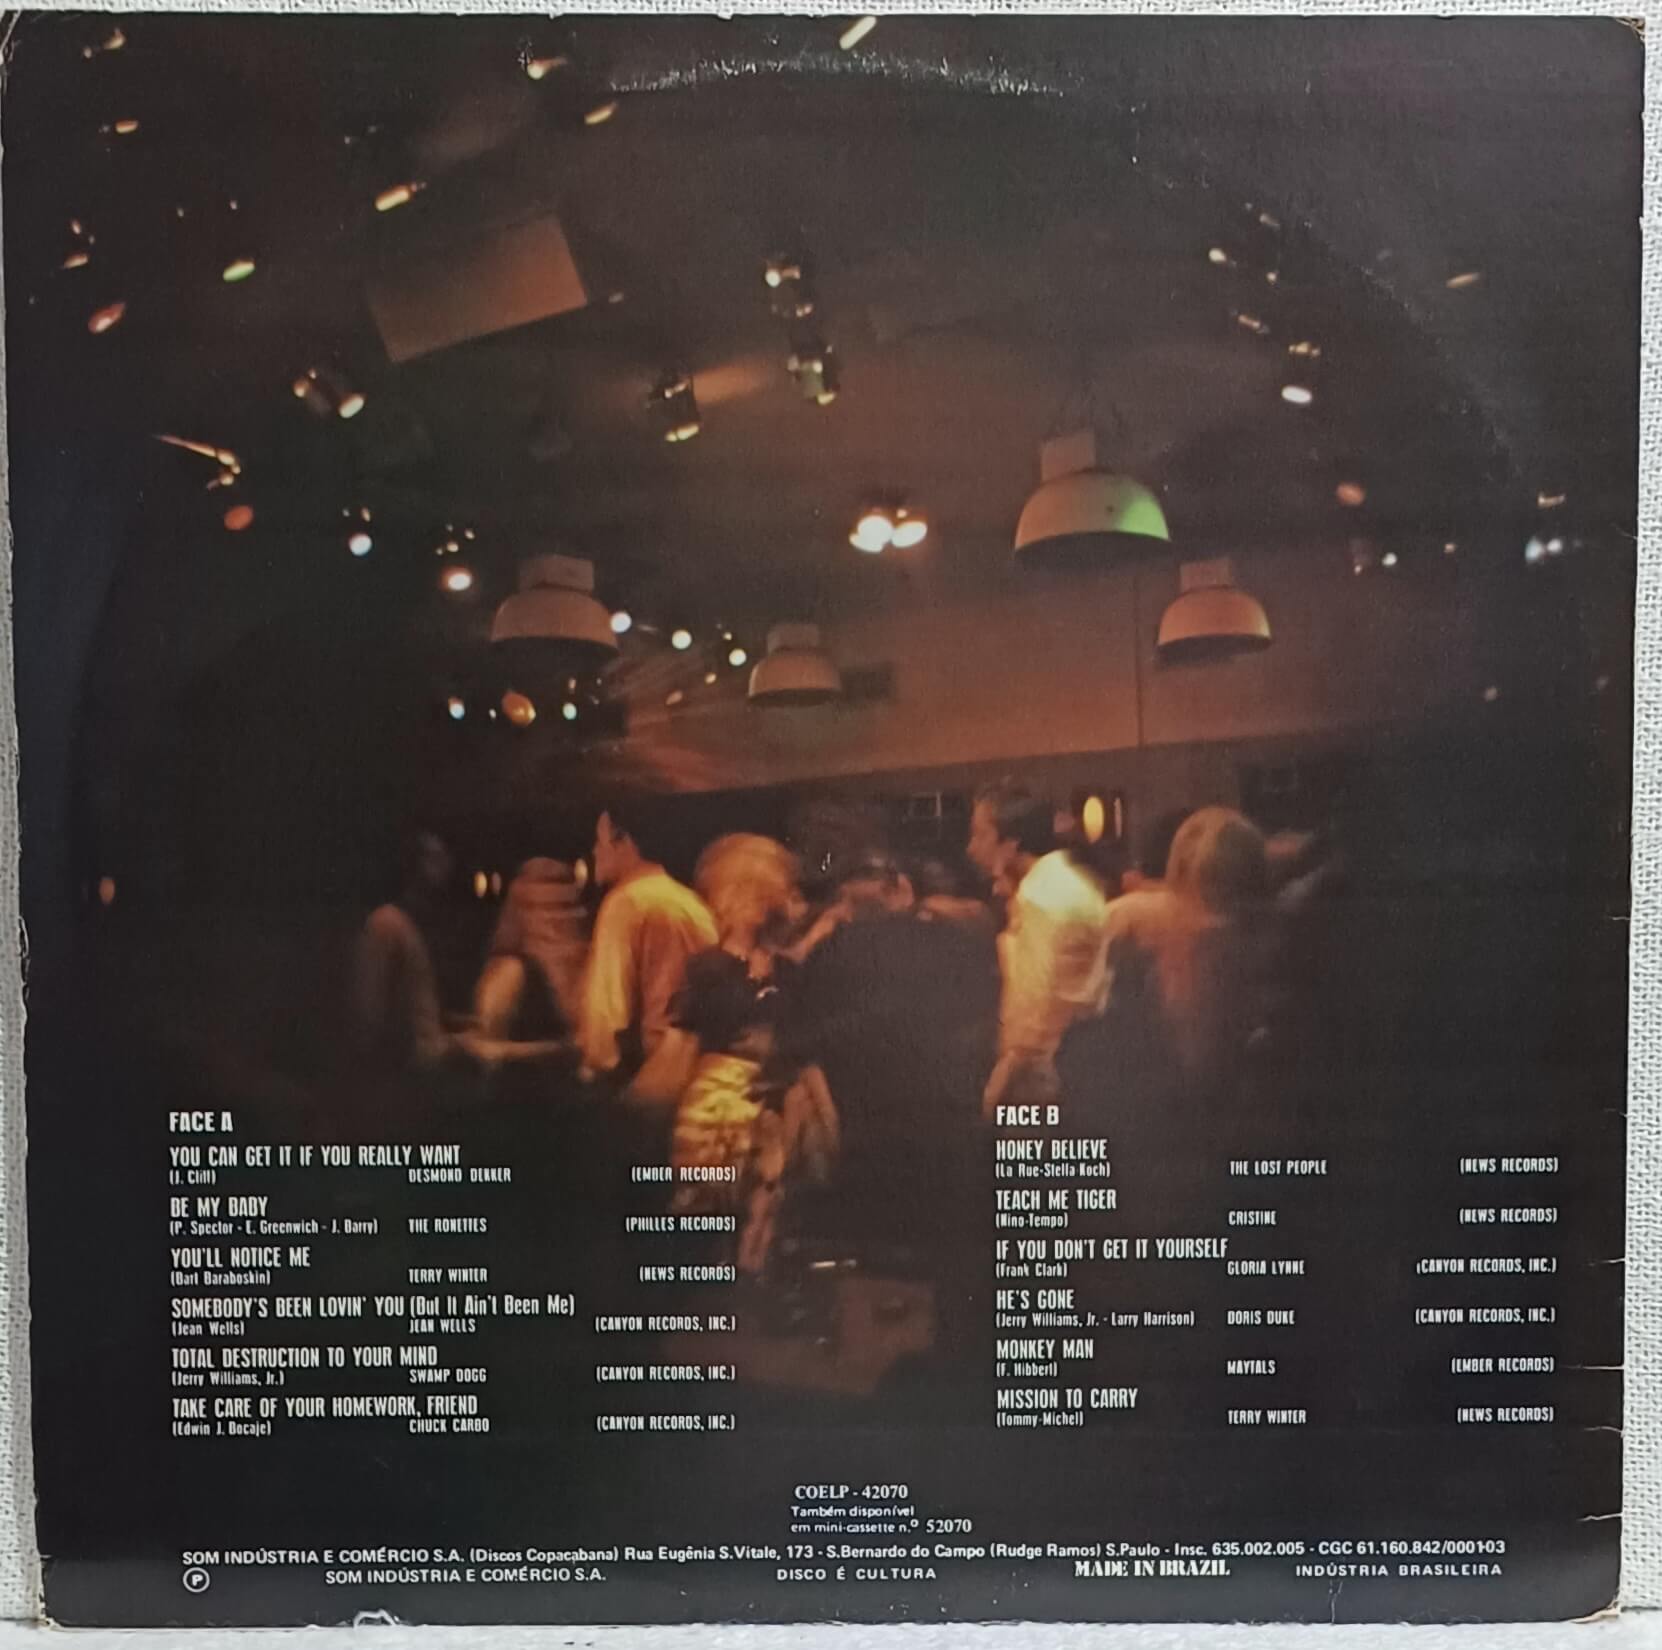 FACE A
YOU CAN GET IT IF YOU REALLY WANT
(J. Cliff) DESMOND DEKKER (EMBER RECORDS)
BE MY BABY
(P. Spector - E. Greenwich - J. Barry) THE RONETTES (PHILLES RECORDS)
YOU'LL NOTICE ME
(Bart Baraboskin) TERRY WINTER (NEWS RECORDS)
SOMEBODY'S BEEN LOVIN' YOU (But It Ain't Been Me)
(Jean Wells) JEAN WELLS (CANYON RECORDS, INC.)
TOTAL DESTRUCTION TO YOUR MIND
(Jerry Williams, Jr.) SWAMP DOGG (CANYON RECORDS, INC.)
TAKE CARE OF YOUR HOMEWORK, FRIEND
(Edwin J. Bocaje) CHUCK CARBO (CANYON RECORDS, INC.)
FACE B
HONEY BELIEVE
(La Rue-Stella Koch) THE LOST PEOPLE (NEWS RECORDS)
TEACH ME TIGER
(Nino-Tempo) CRISTINE (NEWS RECORDS)
IF YOU DON'T GET IT YOURSELF
(Frank Clark) GLORIA LYNNE (CANYON RECORDS, INC.)
HE'S GONE
(Jerry Williams, Jr. - Larry Harrison) DORIS DUKE (CANYON RECORDS, INC.)
MONKEY MAN
(F. Hibbert) MAYTALS (EMBER RECORDS)
MISSION TO CARRY
(Tommy-Michel) TERRY WINTER (NEWS RECORDS)
COELP - 42070
Também disponível
em mini-cassette n.º 52070
SOM INDÚSTRIA E COMÉRCIO S.A. (Discos Copacabana) Rua Eugênia S.Vitale, 173 - S.Bernardo do Campo (Rudge Ramos) S.Paulo - Insc. 635.002.005 - CGC 61.160.842/0001-03
Ⓟ SOM INDÚSTRIA E COMÉRCIO S.A. DISCO É CULTURA MADE IN BRAZIL INDÚSTRIA BRASILEIRA